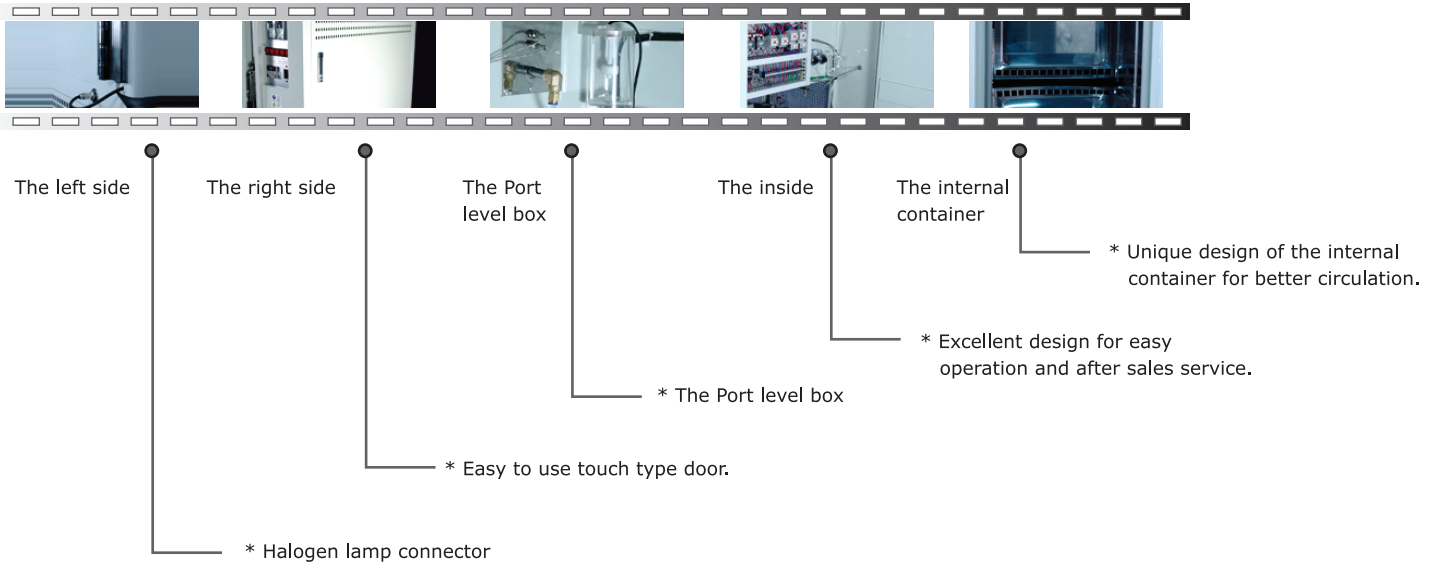 The left side
The right side
The Port
level box
The inside
The internal
container
* Unique design of the internal
container for better circulation.
* Excellent design for easy
operation and after sales service.
* The Port level box
* Easy to use touch type door.
* Halogen lamp connector